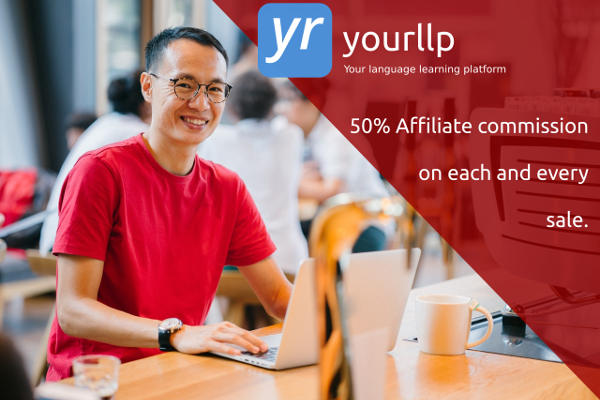 yr
yourllp
Your language learning platform
50% Affiliate commission
on each and every
sale.